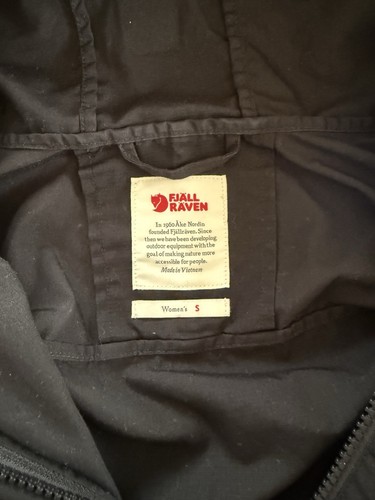 FJÄLL
RÄVEN
In 1960 Åke Nordin
founded Fjällräven. Since
then we have been developing
outdoor equipment with the
goal of making nature more
accessible for people.
Made in Vietnam
Women's S